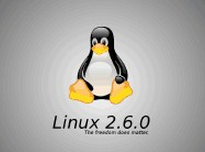 Linux 2.6.0
The freedom does matter.